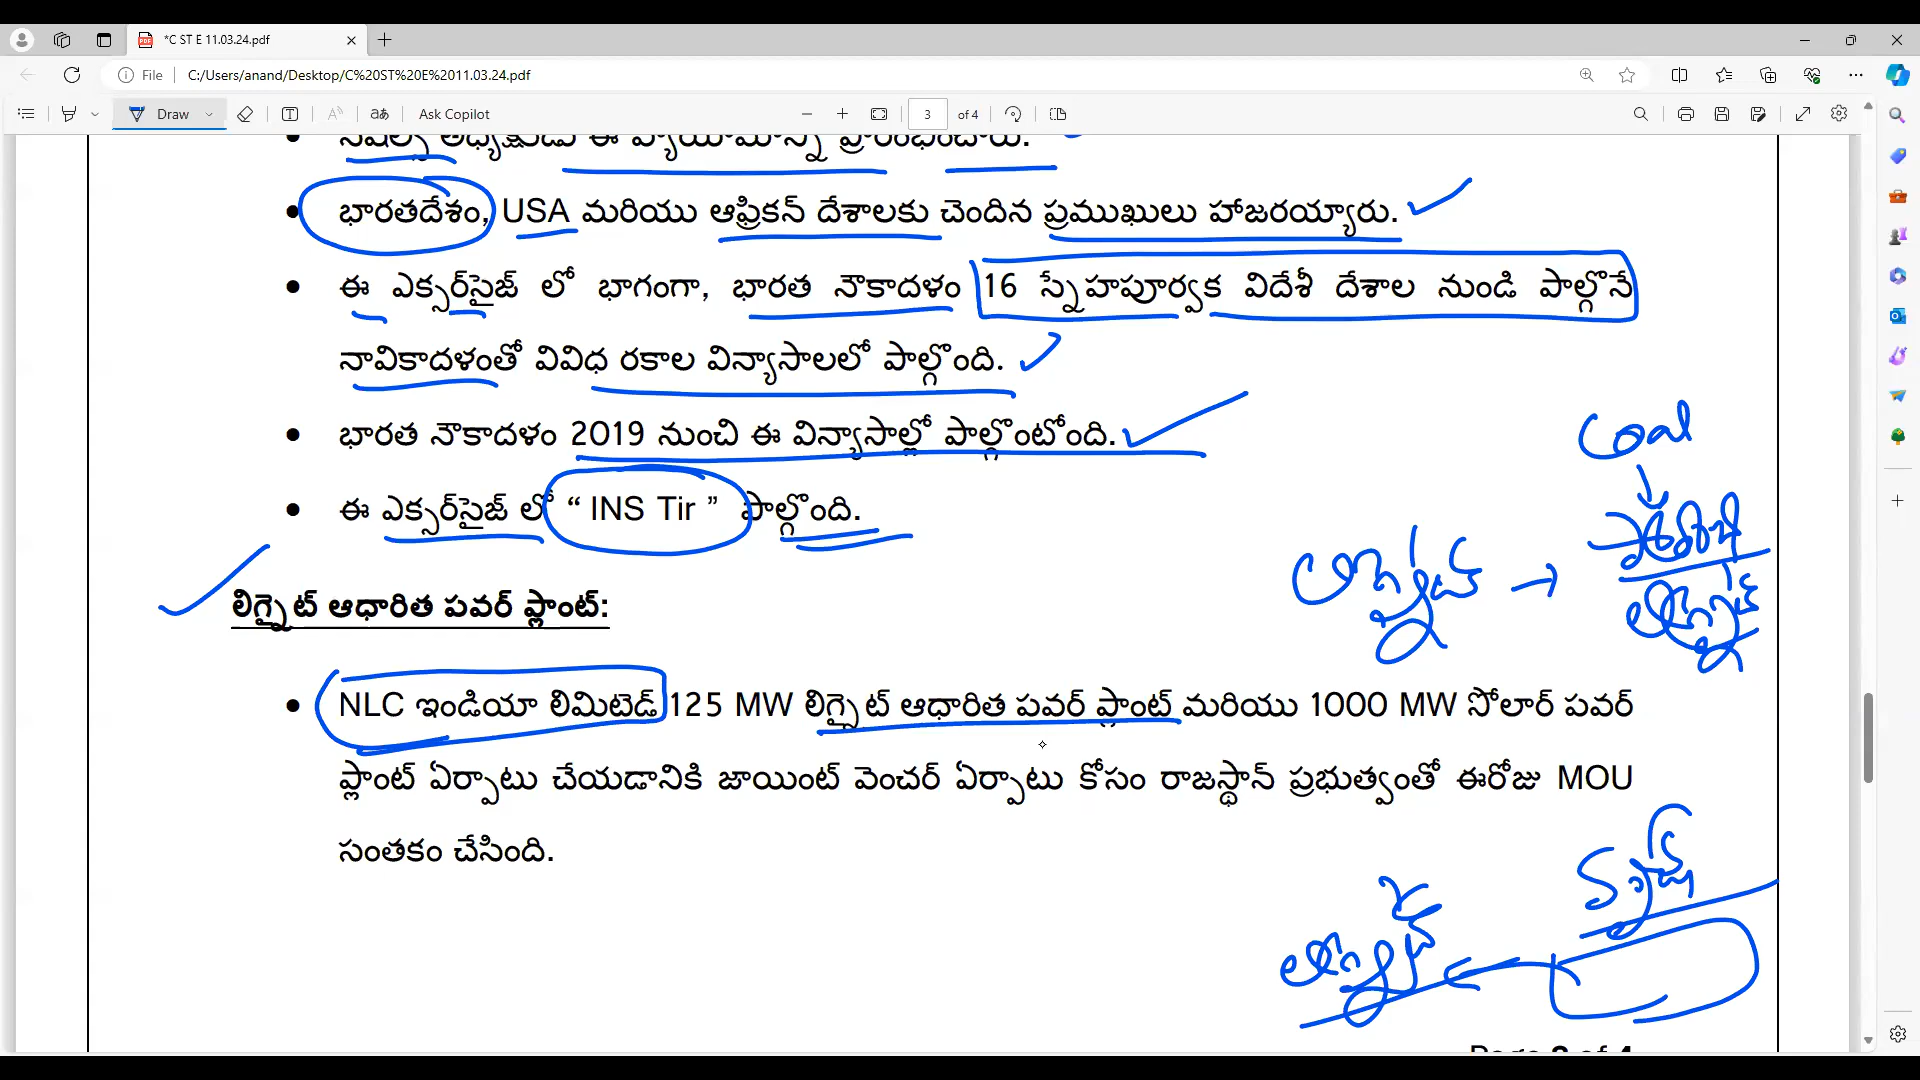 *C ST E 11.03.24.pdf
File C:/Users/anand/Desktop/C%20ST%20E%2011.03.24.pdf
Draw Ask Copilot 3 of 4
భారతదేశం, USA మరియు ఆఫ్రికన్ దేశాలకు చెందిన ప్రముఖులు హాజరయ్యారు.
ఈ ఎక్సర్‌సైజ్ లో భాగంగా, భారత నౌకాదళం 16 స్నేహపూర్వక విదేశీ దేశాల నుండి పాల్గొనే
నావికాదళంతో వివిధ రకాల విన్యాసాలలో పాల్గొంది.
భారత నౌకాదళం 2019 నుంచి ఈ విన్యాసాల్లో పాల్గొంటోంది.
Coal
ఈ ఎక్సర్‌సైజ్ లో “ INS Tir ” పాల్గొంది.
లిగ్నైట్ ఆధారిత పవర్ ప్లాంట్:
NLC ఇండియా లిమిటెడ్ 125 MW లిగ్నైట్ ఆధారిత పవర్ ప్లాంట్ మరియు 1000 MW సోలార్ పవర్
ప్లాంట్ ఏర్పాటు చేయడానికి జాయింట్ వెంచర్ ఏర్పాటు కోసం రాజస్థాన్ ప్రభుత్వంతో ఈరోజు MOU
సంతకం చేసింది.